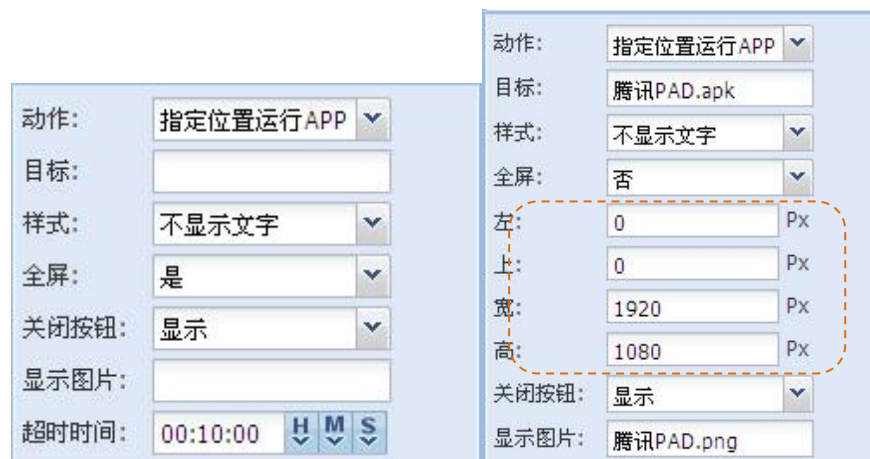 动作: 指定位置运行APP
目标:
样式: 不显示文字
全屏: 是
关闭按钮: 显示
显示图片:
超时时间: 00:10:00 H M S
动作: 指定位置运行APP
目标: 腾讯PAD.apk
样式: 不显示文字
全屏: 否
左: 0 Px
上: 0 Px
宽: 1920 Px
高: 1080 Px
关闭按钮: 显示
显示图片: 腾讯PAD.png